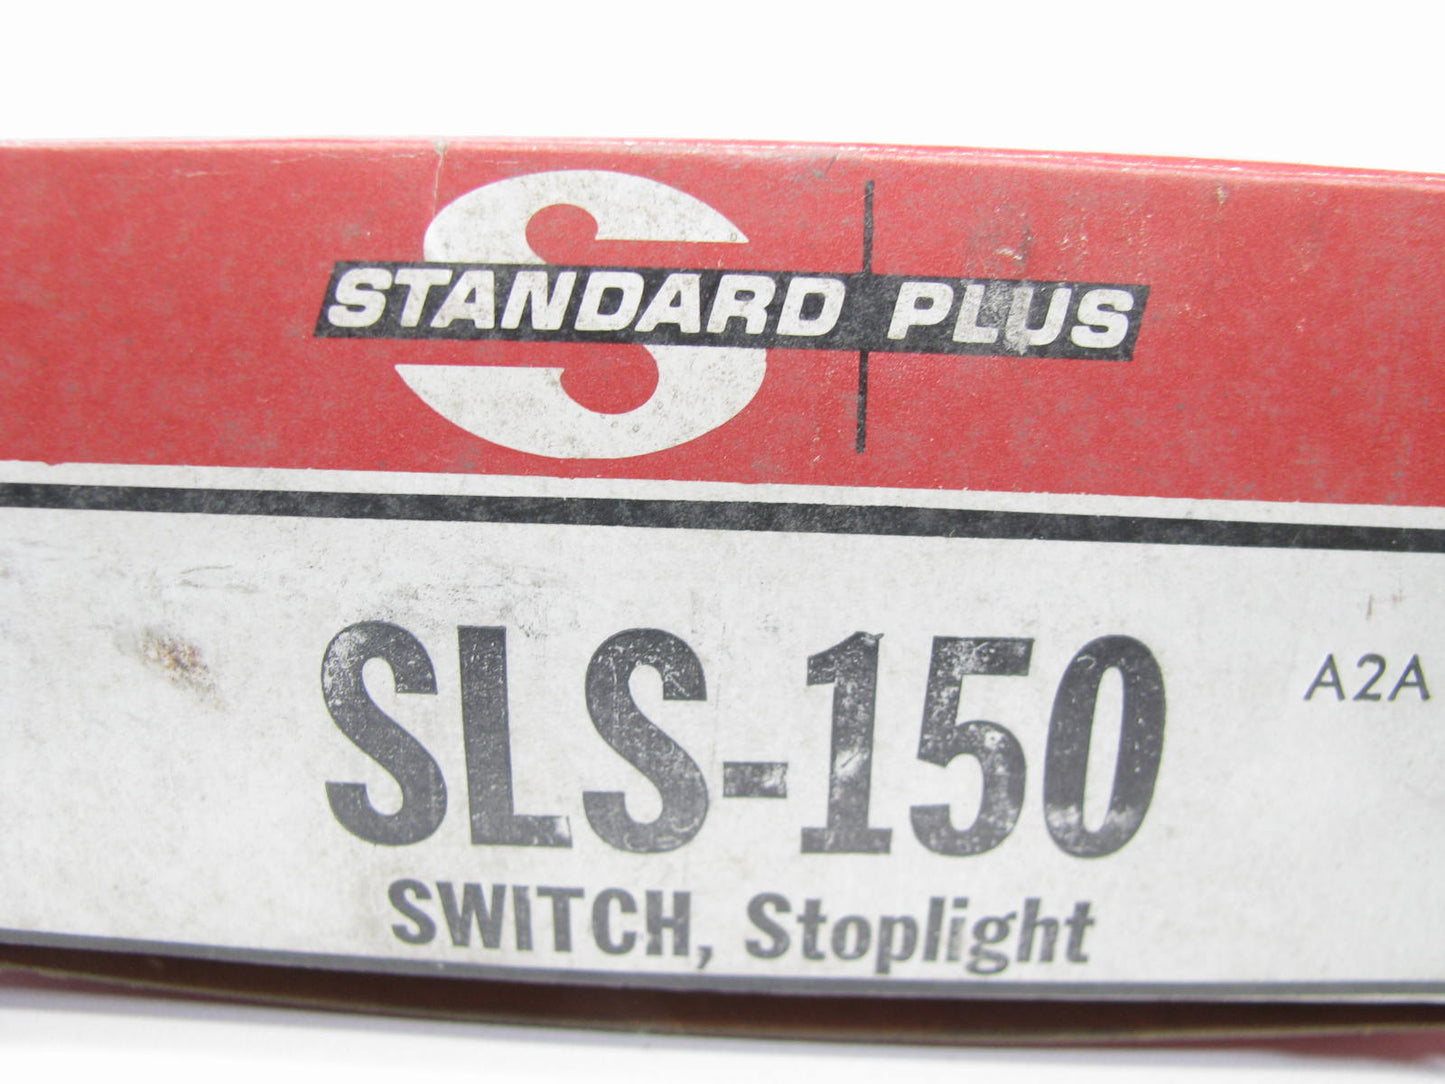 STANDARD PLUS
SLS-150
A2A
SWITCH, Stoplight